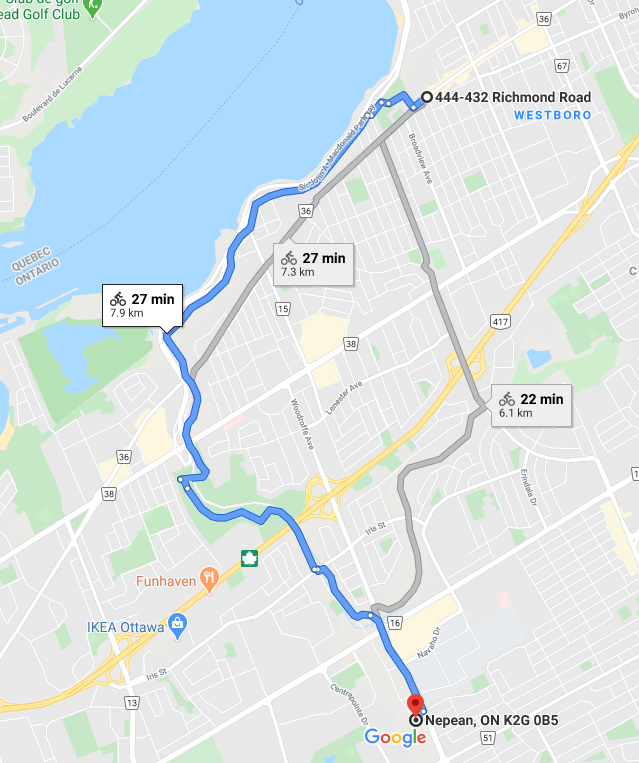 Club de golf
ead Golf Club
Boulevard de Lucerne
36
Byron
67
444-432 Richmond Road
WESTBORO
Sir John A. Macdonald Parkway
Broadview Ave
36
QUEBEC
ONTARIO
27 min
7.3 km
27 min
7.9 km
15
38
417
C
Lenester Ave
22 min
6.1 km
Woodroffe Ave
36
38
Erindale Dr
1
Iris St
Funhaven
IKEA Ottawa
16
Navaho Dr
Iris St
13
Centrepointe Dr
Nepean, ON K2G 0B5
Google
51